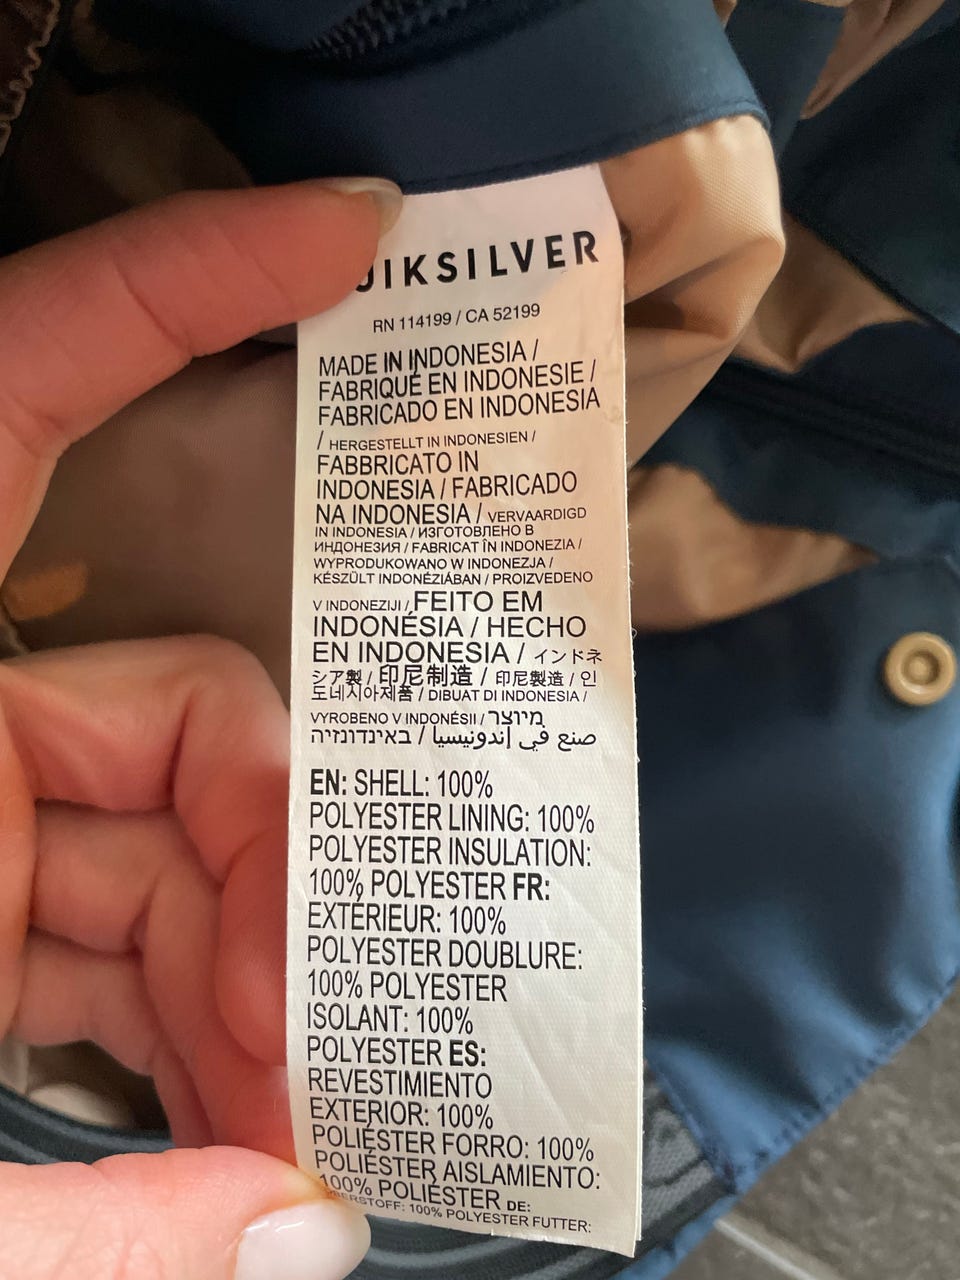 UIKSILVER
RN 114199 / CA 52199
MADE IN INDONESIA /
FABRIQUÉ EN INDONESIE /
FABRICADO EN INDONESIA
/ HERGESTELLT IN INDONESIEN /
FABBRICATO IN
INDONESIA / FABRICADO
NA INDONESIA / VERVAARDIGD
IN INDONESIA / ИЗГОТОВЛЕНО В
ИНДОНЕЗИЯ / FABRICAT ÎN INDONEZIA /
WYPRODUKOWANO W INDONEZJA /
KÉSZÜLT INDONÉZIÁBAN / PROIZVEDENO
V INDONEZIJI / FEITO EM
INDONÉSIA / HECHO
EN INDONESIA / インドネ
シア製 / 印尼制造 / 印尼製造 / 인
도네시아제품 / DIBUAT DI INDONESIA /
VYROBENO V INDONÉSII / מיוצר
באינדונזיה / صنع في إندونيسيا
EN: SHELL: 100%
POLYESTER LINING: 100%
POLYESTER INSULATION:
100% POLYESTER FR:
EXTÉRIEUR: 100%
POLYESTER DOUBLURE:
100% POLYESTER
ISOLANT: 100%
POLYESTER ES:
REVESTIMIENTO
EXTERIOR: 100%
POLIÉSTER FORRO: 100%
POLIÉSTER AISLAMIENTO:
100% POLIÉSTER DE:
OBERSTOFF: 100% POLYESTER FUTTER: